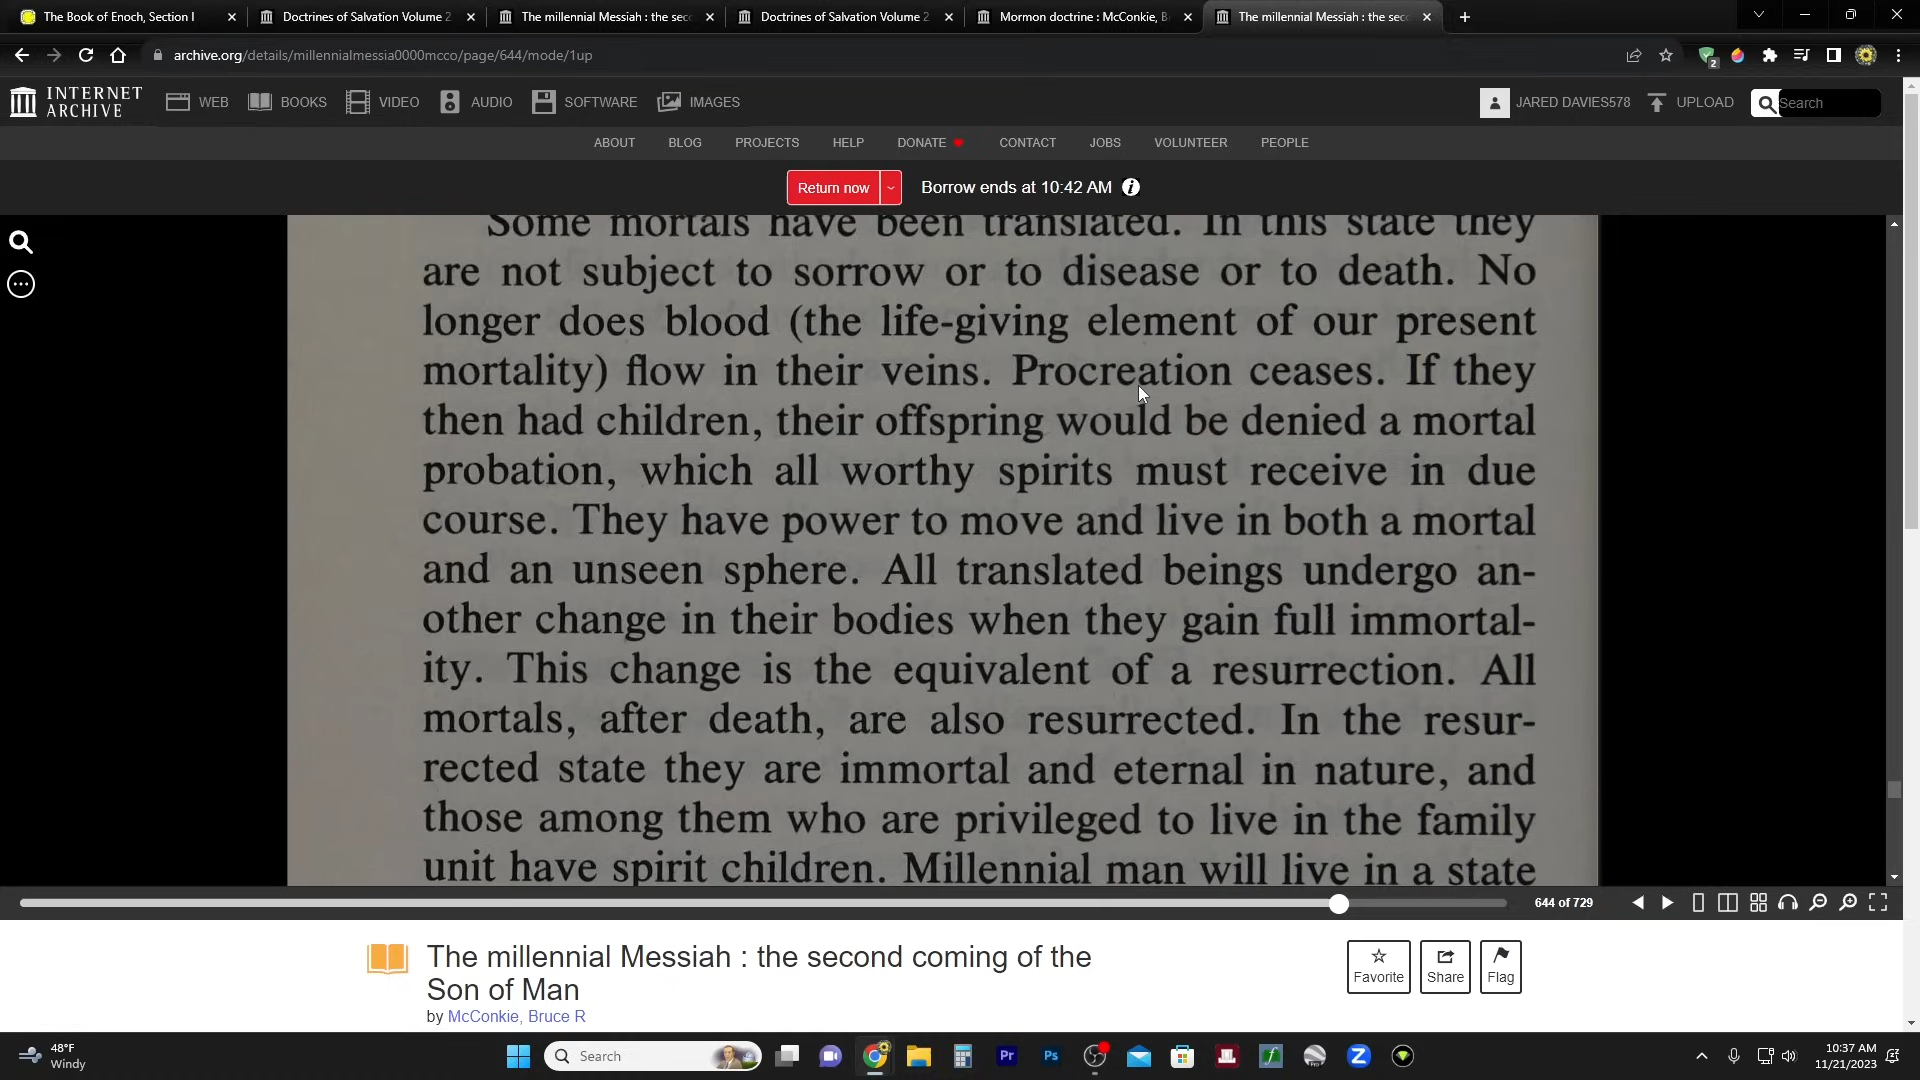 The Book of Enoch, Section I
Doctrines of Salvation Volume 2
The millennial Messiah : the sec
Doctrines of Salvation Volume 2
Mormon doctrine : McConkie, B
The millennial Messiah : the sec
archive.org/details/millennialmessia0000mcco/page/644/mode/1up
2
INTERNET ARCHIVE
WEB BOOKS VIDEO AUDIO SOFTWARE IMAGES
JARED DAVIES578 UPLOAD Search
ABOUT BLOG PROJECTS HELP DONATE CONTACT JOBS VOLUNTEER PEOPLE
Return now Borrow ends at 10:42 AM i
Some mortals have been translated. In this state they
are not subject to sorrow or to disease or to death. No
longer does blood (the life-giving element of our present
mortality) flow in their veins. Procreation ceases. If they
then had children, their offspring would be denied a mortal
probation, which all worthy spirits must receive in due
course. They have power to move and live in both a mortal
and an unseen sphere. All translated beings undergo an-
other change in their bodies when they gain full immortal-
ity. This change is the equivalent of a resurrection. All
mortals, after death, are also resurrected. In the resur-
rected state they are immortal and eternal in nature, and
those among them who are privileged to live in the family
unit have spirit children. Millennial man will live in a state
644 of 729
The millennial Messiah : the second coming of the
Son of Man
by McConkie, Bruce R
Favorite Share Flag
48°F
Windy
Search
Pr Ps Z
10:37 AM
11/21/2023